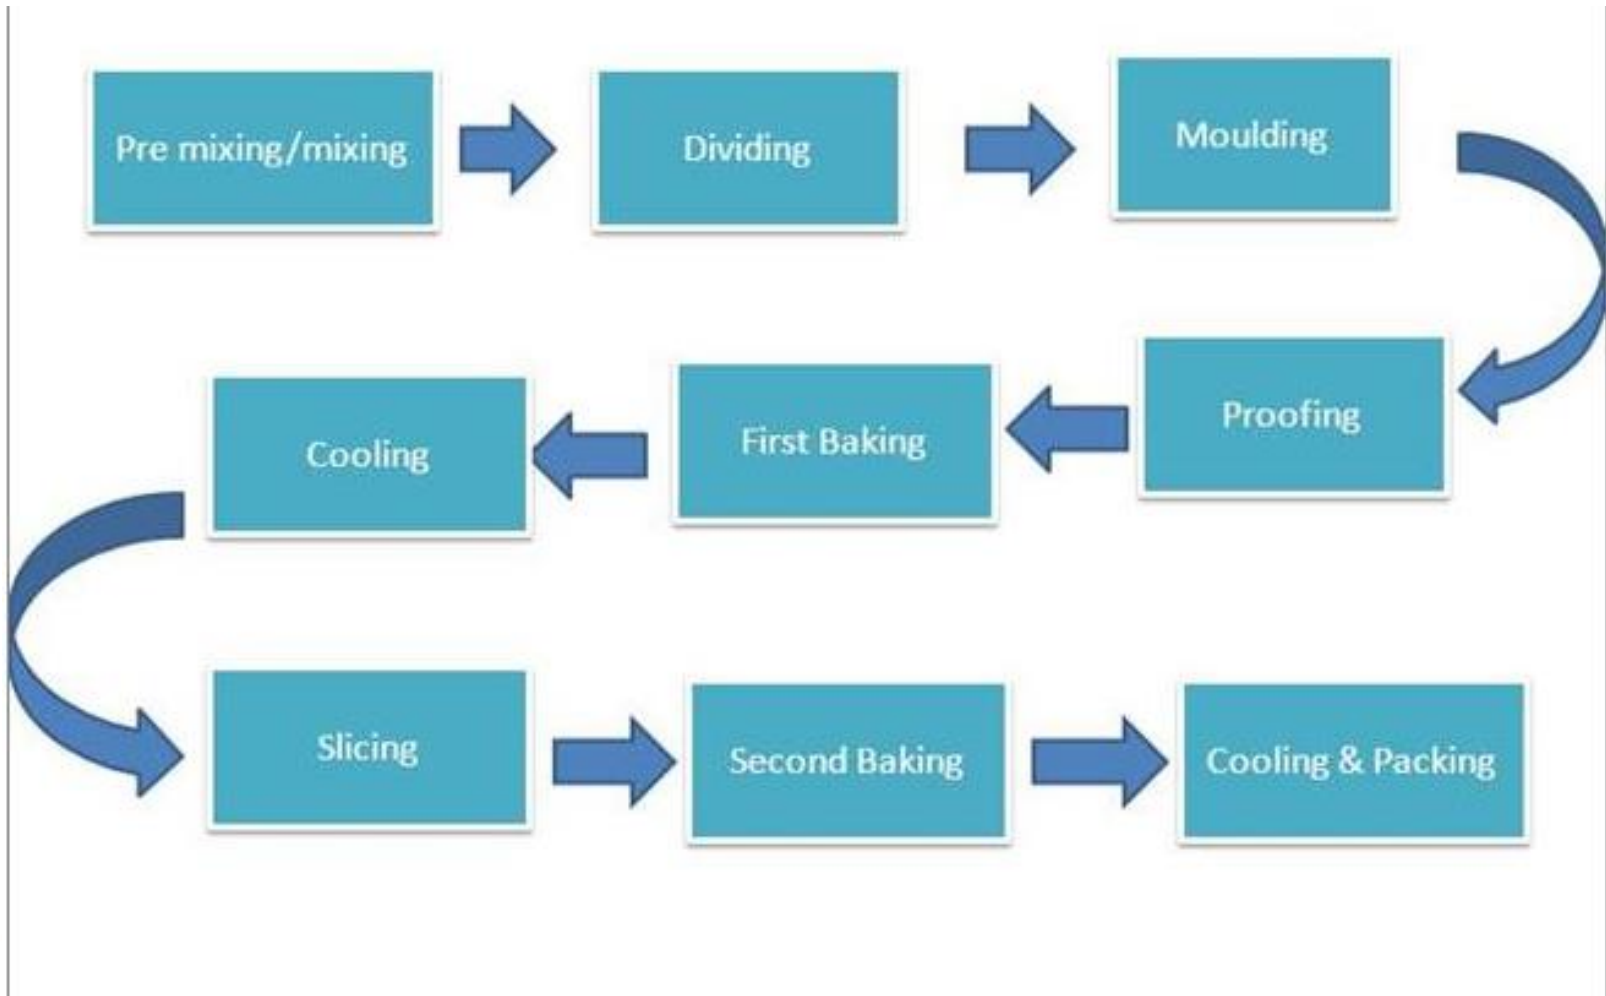 Pre mixing/mixing
Dividing
Moulding
Proofing
First Baking
Cooling
Slicing
Second Baking
Cooling & Packing